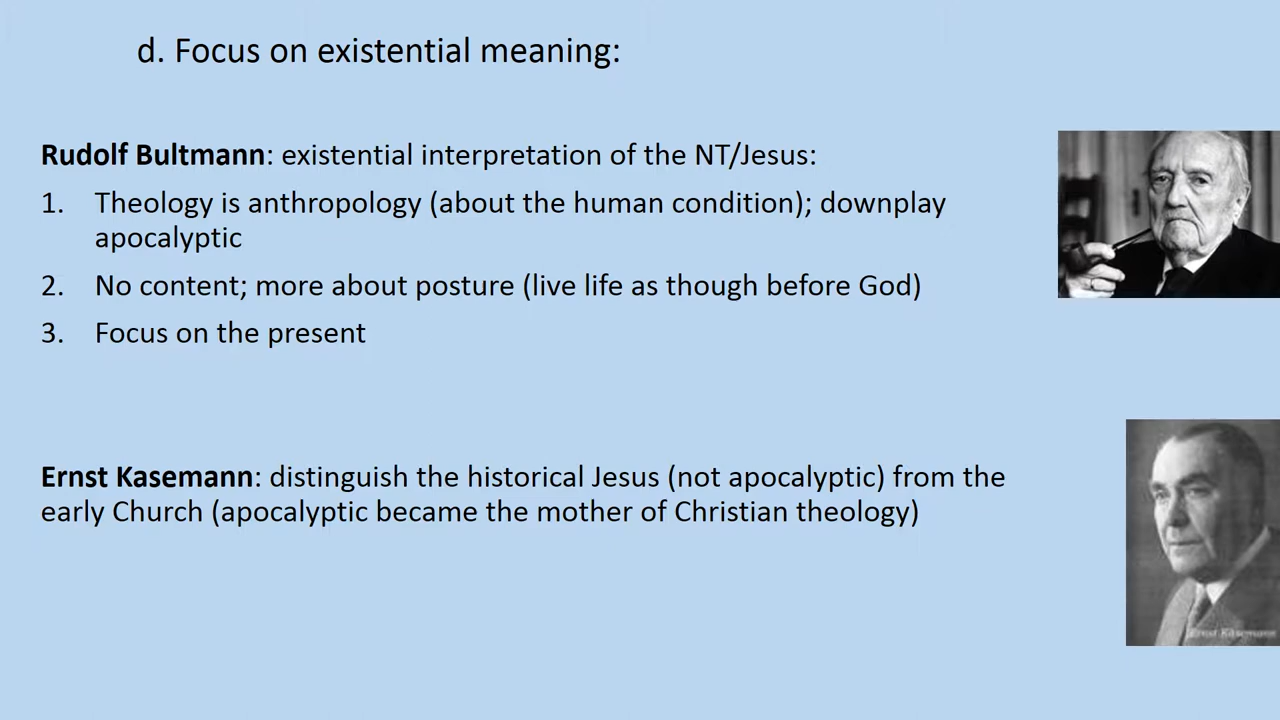 d. Focus on existential meaning:
Rudolf Bultmann: existential interpretation of the NT/Jesus:
1. Theology is anthropology (about the human condition); downplay
apocalyptic
2. No content; more about posture (live life as though before God)
3. Focus on the present
Ernst Kasemann: distinguish the historical Jesus (not apocalyptic) from the
early Church (apocalyptic became the mother of Christian theology)
Ernst Käsemann